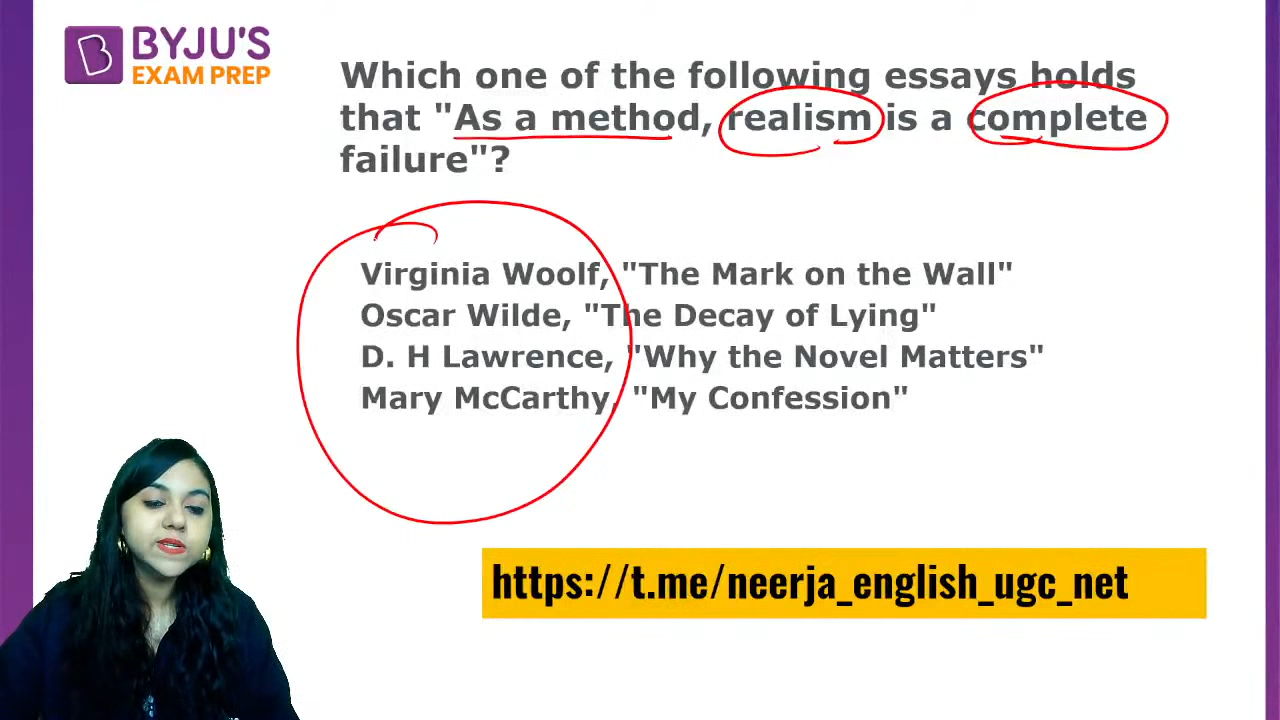 BYJU'S
EXAM PREP
Which one of the following essays holds
that "As a method, realism is a complete
failure"?
Virginia Woolf, "The Mark on the Wall"
Oscar Wilde, "The Decay of Lying"
D. H Lawrence, "Why the Novel Matters"
Mary McCarthy, "My Confession"
https://t.me/neerja_english_ugc_net